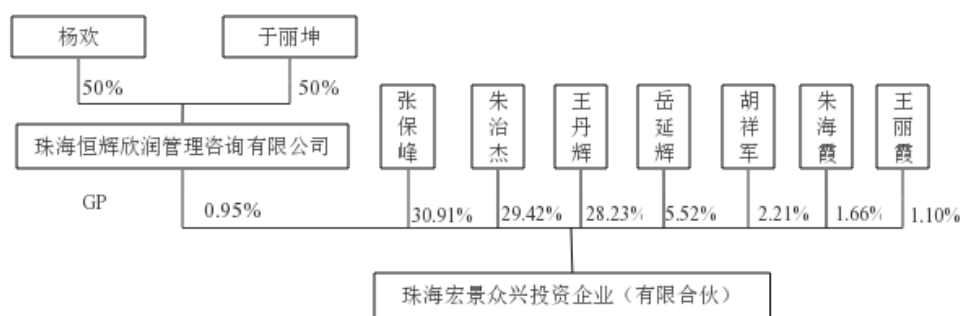 杨欢
于丽坤
50%
50%
张保峰
朱治杰
王丹辉
岳延辉
胡祥军
朱海霞
王丽霞
珠海恒辉欣润管理咨询有限公司
GP
0.95%
30.91%
29.42%
28.23%
5.52%
2.21%
1.66%
1.10%
珠海宏景众兴投资企业（有限合伙）